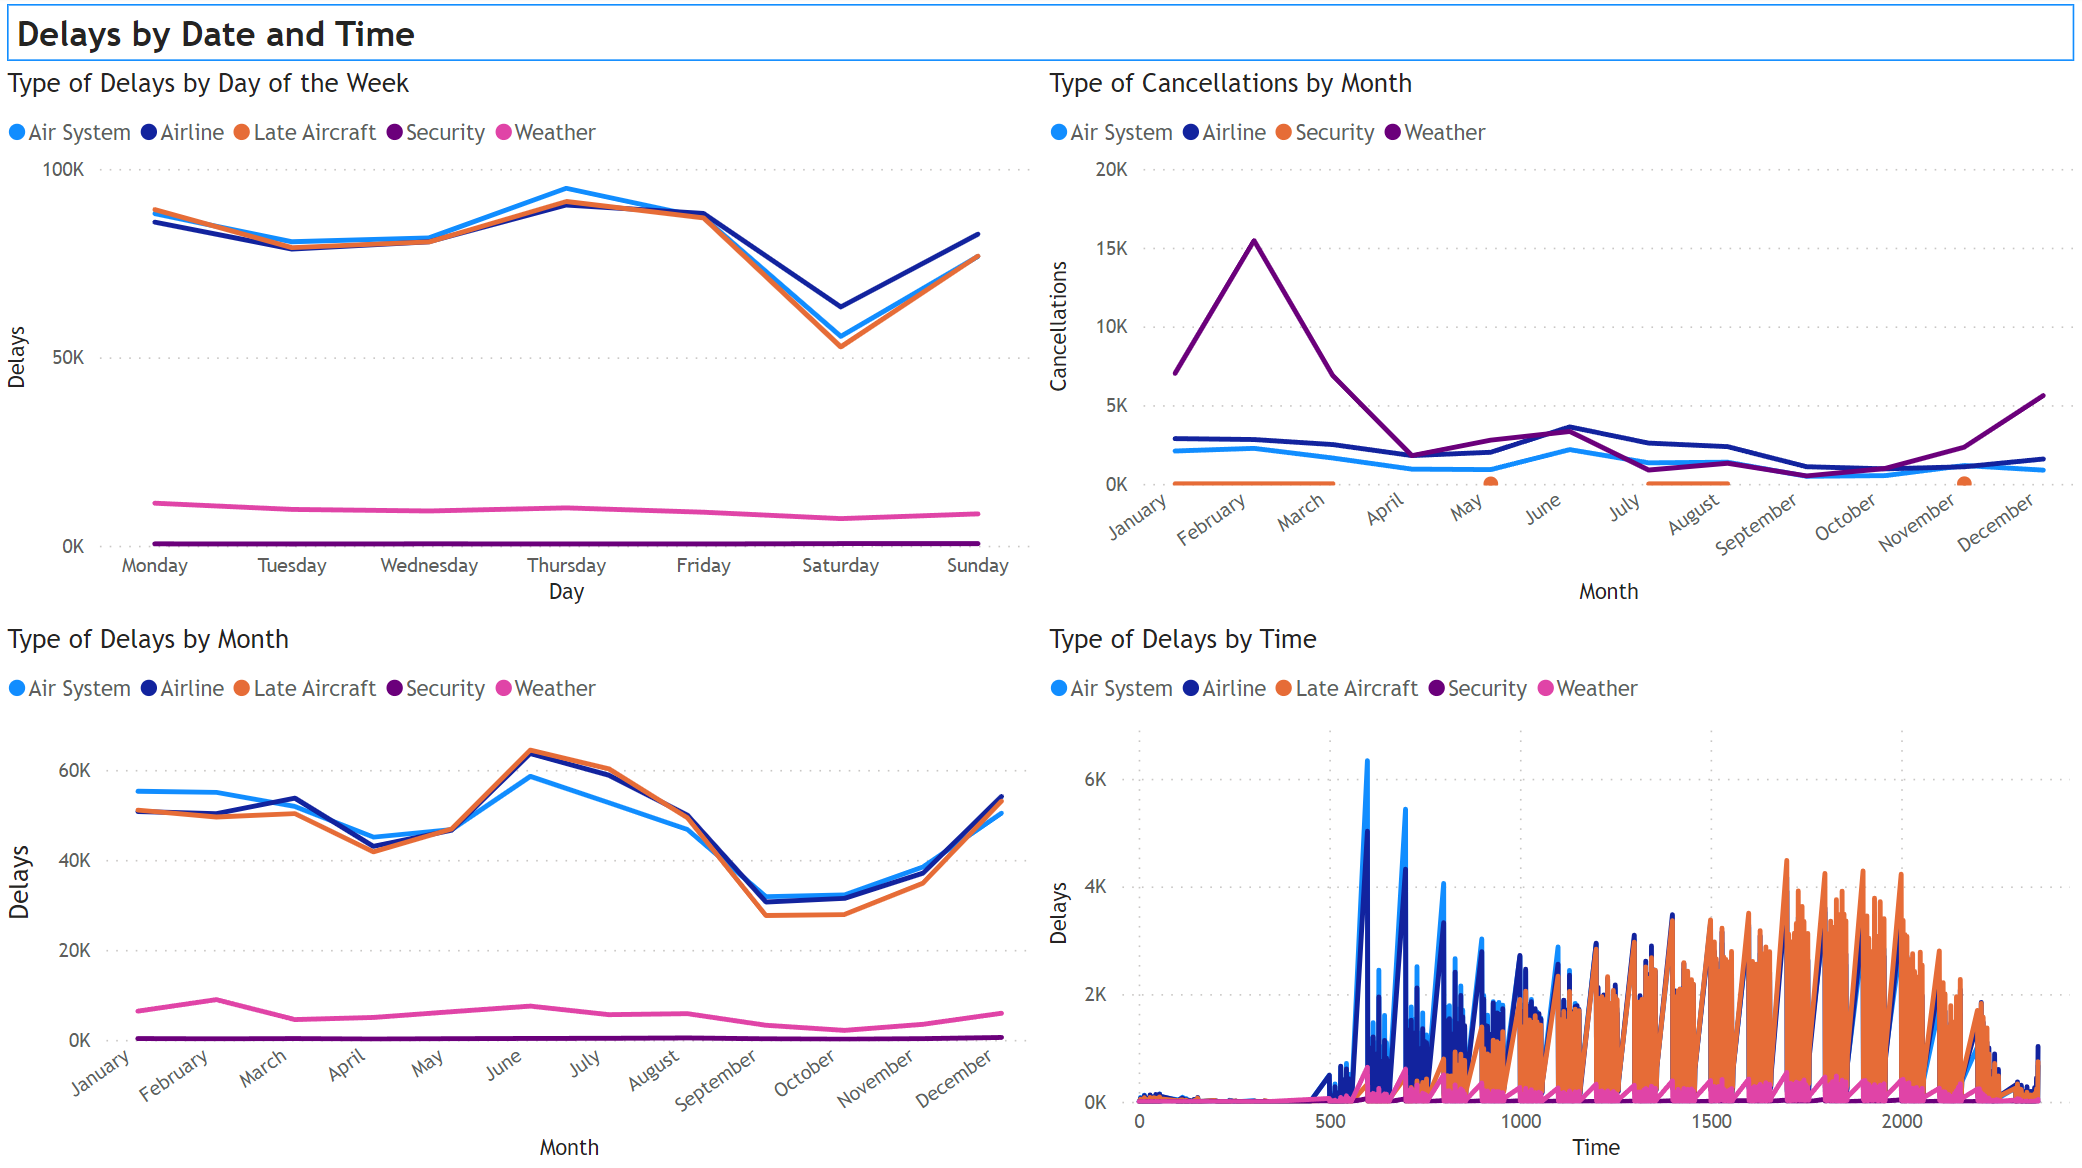 Delays by Date and Time
Type of Delays by Day of the Week
Air System Airline Late Aircraft Security Weather
100K
50K
0K
Delays
Monday Tuesday Wednesday Thursday Friday Saturday Sunday
Day
Type of Cancellations by Month
Air System Airline Security Weather
20K
15K
10K
5K
0K
Cancellations
January February March April May June July August September October November December
Month
Type of Delays by Month
Air System Airline Late Aircraft Security Weather
60K
40K
20K
0K
Delays
January February March April May June July August September October November December
Month
Type of Delays by Time
Air System Airline Late Aircraft Security Weather
6K
4K
2K
0K
Delays
0 500 1000 1500 2000
Time